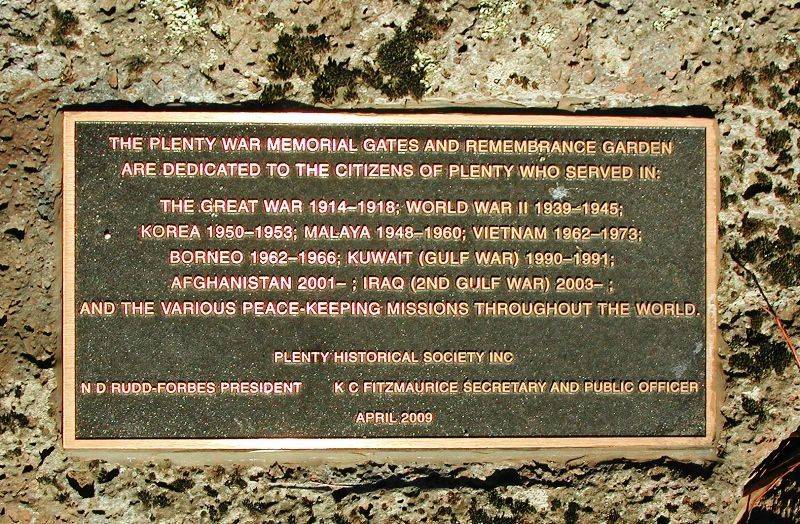 THE PLENTY WAR MEMORIAL GATES AND REMEMBRANCE GARDEN
ARE DEDICATED TO THE CITIZENS OF PLENTY WHO SERVED IN:
THE GREAT WAR 1914–1918; WORLD WAR II 1939–1945;
KOREA 1950–1953; MALAYA 1948–1960; VIETNAM 1962–1973;
BORNEO 1962–1966; KUWAIT (GULF WAR) 1990–1991;
AFGHANISTAN 2001– ; IRAQ (2ND GULF WAR) 2003– ;
AND THE VARIOUS PEACE-KEEPING MISSIONS THROUGHOUT THE WORLD.
PLENTY HISTORICAL SOCIETY INC
N D RUDD-FORBES PRESIDENT K C FITZMAURICE SECRETARY AND PUBLIC OFFICER
APRIL 2009